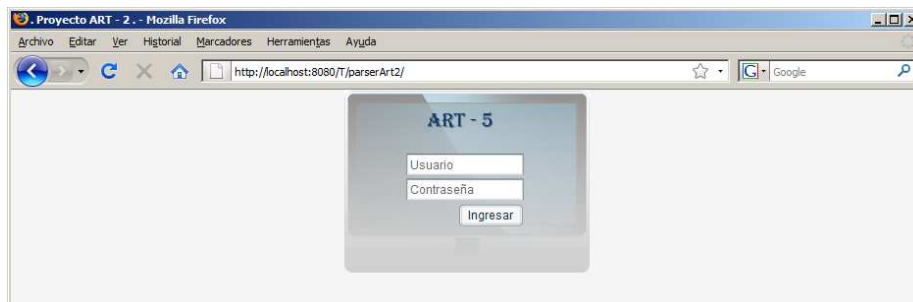 . Proyecto ART - 2 . - Mozilla Firefox
Archivo Editar Ver Historial Marcadores Herramientas Ayuda
http://localhost:8080/T/parserArt2/ G Google
ART - 5
Usuario
Contraseña
Ingresar